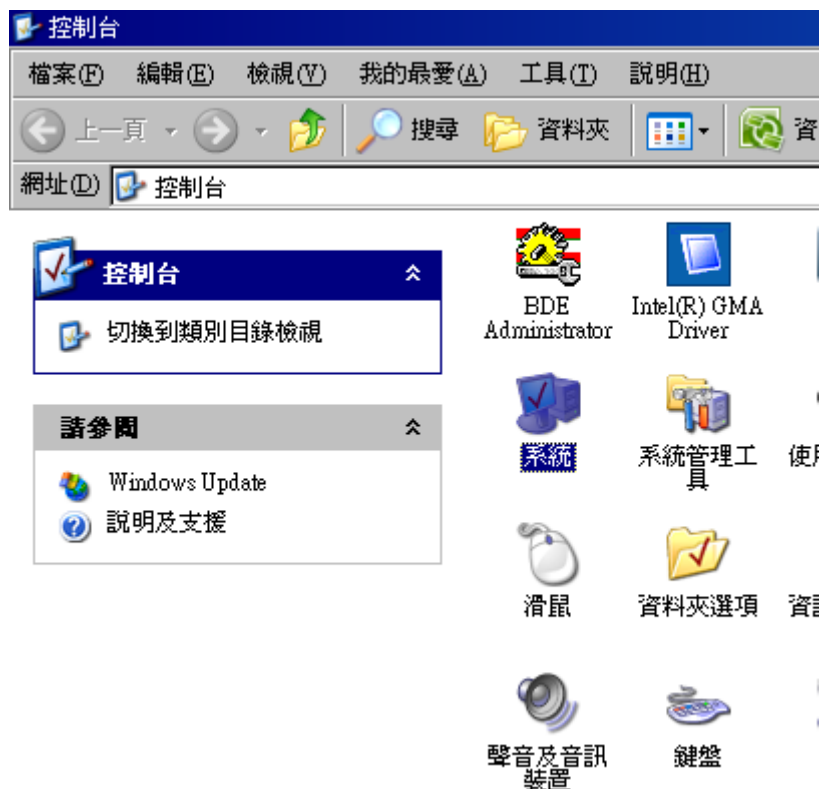 控制台
檔案(F) 編輯(E) 檢視(V) 我的最愛(A) 工具(T) 說明(H)
上一頁 搜尋 資料夾 資
網址(D) 控制台
控制台
切換到類別目錄檢視
請參閱
Windows Update
說明及支援
BDE
Administrator
Intel(R) GMA
Driver
系統
系統管理工
具
使用
滑鼠
資料夾選項
資
聲音及音訊
裝置
鍵盤